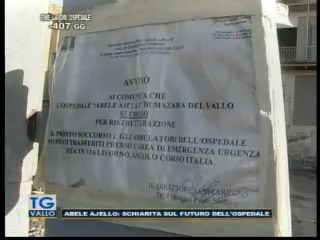 FINE LAVORI OSPEDALE
-407 GG
AVVISO
SI COMUNICA CHE
L'OSPEDALE "ABELE AJELLO" DI MAZARA DEL VALLO
E' CHIUSO
PER RISTRUTTURAZIONE
IL PRONTO SOCCORSO E GLI AMBULATORI DELL'OSPEDALE
SONO STATI TRASFERITI PRESSO L'AREA DI EMERGENZA URGENZA
SITA IN VIA LIVORNO, ANGOLO CORSO ITALIA
IL DIRETTORE SANITARIO
TG
VALLO
ABELE AJELLO: SCHIARITA SUL FUTURO DELL'OSPEDALE